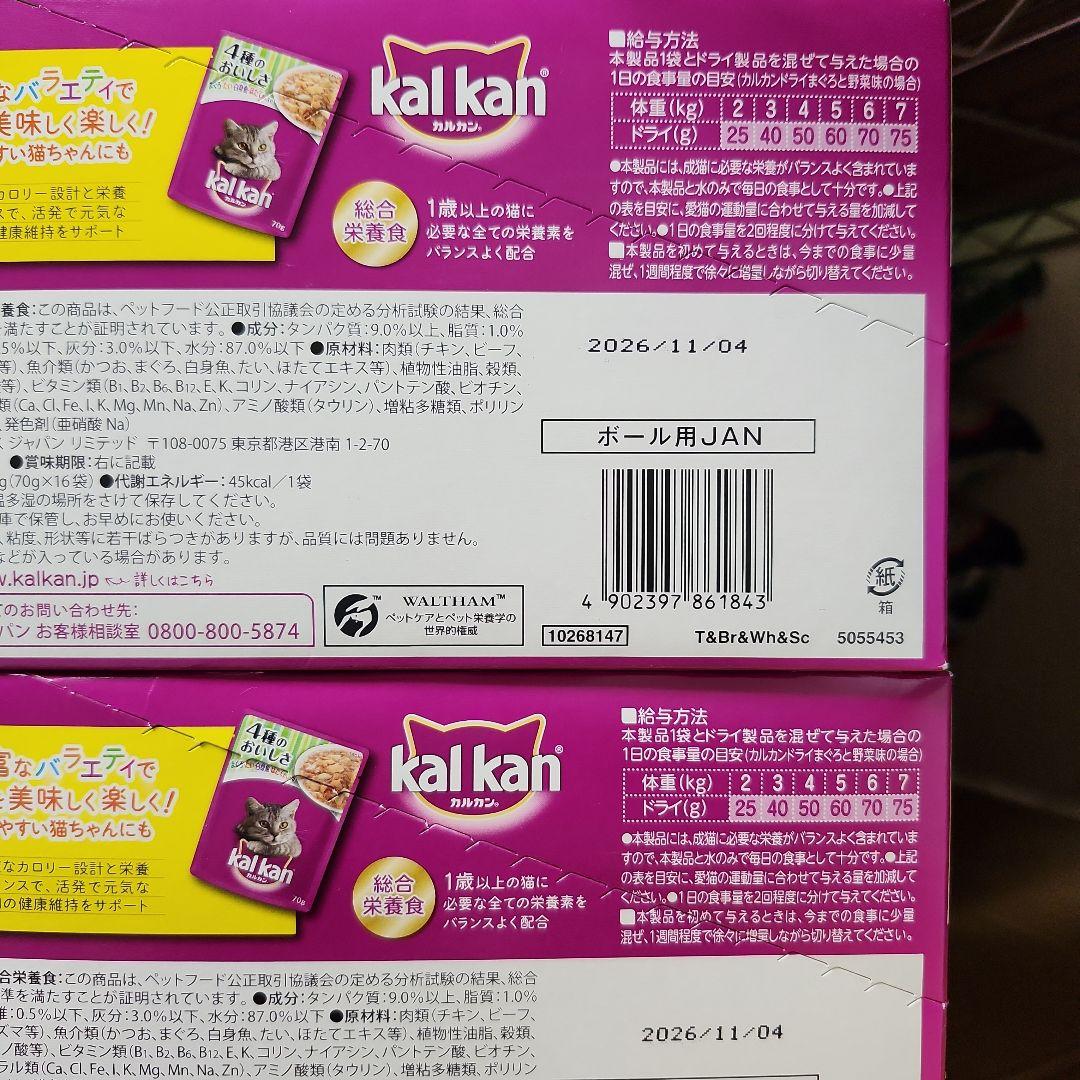 なバラエティで
美味しく楽しく!
すい猫ちゃんにも
カロリー設計と栄養
スで、活発で元気な
健康維持をサポート
4種の
おいしさ
kal kan
カルカン®
70g
kal kan®
カルカン®
総合
栄養食
1歳以上の猫に
必要な全ての栄養素を
バランスよく配合
■給与方法
本製品1袋とドライ製品を混ぜて与えた場合の
1日の食事量の目安(カルカンドライまぐろと野菜味の場合)
体重(kg) 2 3 4 5 6 7
ドライ(g) 25 40 50 60 70 75
●本製品には、成猫に必要な栄養がバランスよく含まれていま
すので、本製品と水のみで毎日の食事として十分です。●上記
の表を目安に、愛猫の運動量に合わせて与える量を加減して
ください。●1日の食事量を2回程度に分けて与えてください。
■本製品を初めて与えるときは、今までの食事に少量
混ぜ、1週間程度で徐々に増量しながら切り替えてください。
養食:この商品は、ペットフード公正取引協議会の定める分析試験の結果、総合
を満たすことが証明されています。●成分:タンパク質:9.0%以上、脂質:1.0%
5%以下、灰分:3.0%以下、水分:87.0%以下 ●原材料:肉類(チキン、ビーフ、
等)、魚介類(かつお、まぐろ、白身魚、たい、ほたてエキス等)、植物性油脂、穀類、
酸等)、ビタミン類(B1、B2、B6、B12、E、K、コリン、ナイアシン、パントテン酸、ビオチン、
類(Ca、Cl、Fe、I、K、Mg、Mn、Na、Zn)、アミノ酸類(タウリン)、増粘多糖類、ポリリン
、発色剤(亜硝酸Na)
ス ジャパン リミテッド 〒108-0075 東京都港区港南 1-2-70
●賞味期限:右に記載
g(70g×16袋) ●代謝エネルギー:45kcal/1袋
温多湿の場所をさけて保存してください。
庫で保管し、お早めにお使いください。
、粘度、形状等に若干ばらつきがありますが、品質には問題ありません。
などが入っている場合があります。
w.kalkan.jp 詳しくはこちら
てのお問い合わせ先:
パン お客様相談室 0800-800-5874
WALTHAM™
ペットケアとペット栄養学の
世界的権威
2026/11/04
ボール用JAN
4 902397 861843
紙
箱
10268147
T&Br&Wh&Sc
5055453
富なバラエティで
を美味しく楽しく!
やすい猫ちゃんにも
なカロリー設計と栄養
ンスで、活発で元気な
の健康維持をサポート
4種の
おいしさ
kal kan
カルカン®
70g
kal kan®
カルカン®
総合
栄養食
1歳以上の猫に
必要な全ての栄養素を
バランスよく配合
■給与方法
本製品1袋とドライ製品を混ぜて与えた場合の
1日の食事量の目安(カルカンドライまぐろと野菜味の場合)
体重(kg) 2 3 4 5 6 7
ドライ(g) 25 40 50 60 70 75
●本製品には、成猫に必要な栄養がバランスよく含まれていま
すので、本製品と水のみで毎日の食事として十分です。●上記
の表を目安に、愛猫の運動量に合わせて与える量を加減して
ください。●1日の食事量を2回程度に分けて与えてください。
■本製品を初めて与えるときは、今までの食事に少量
混ぜ、1週間程度で徐々に増量しながら切り替えてください。
合栄養食:この商品は、ペットフード公正取引協議会の定める分析試験の結果、総合
準を満たすことが証明されています。●成分:タンパク質:9.0%以上、脂質:1.0%
維:0.5%以下、灰分:3.0%以下、水分:87.0%以下 ●原材料:肉類(チキン、ビーフ、
ズマ等)、魚介類(かつお、まぐろ、白身魚、たい、ほたてエキス等)、植物性油脂、穀類、
ノ酸等)、ビタミン類(B1、B2、B6、B12、E、K、コリン、ナイアシン、パントテン酸、ビオチン、
ラル類(Ca、Cl、Fe、I、K、Mg、Mn、Na、Zn)、アミノ酸類(タウリン)、増粘多糖類、ポリリン
2026/11/04